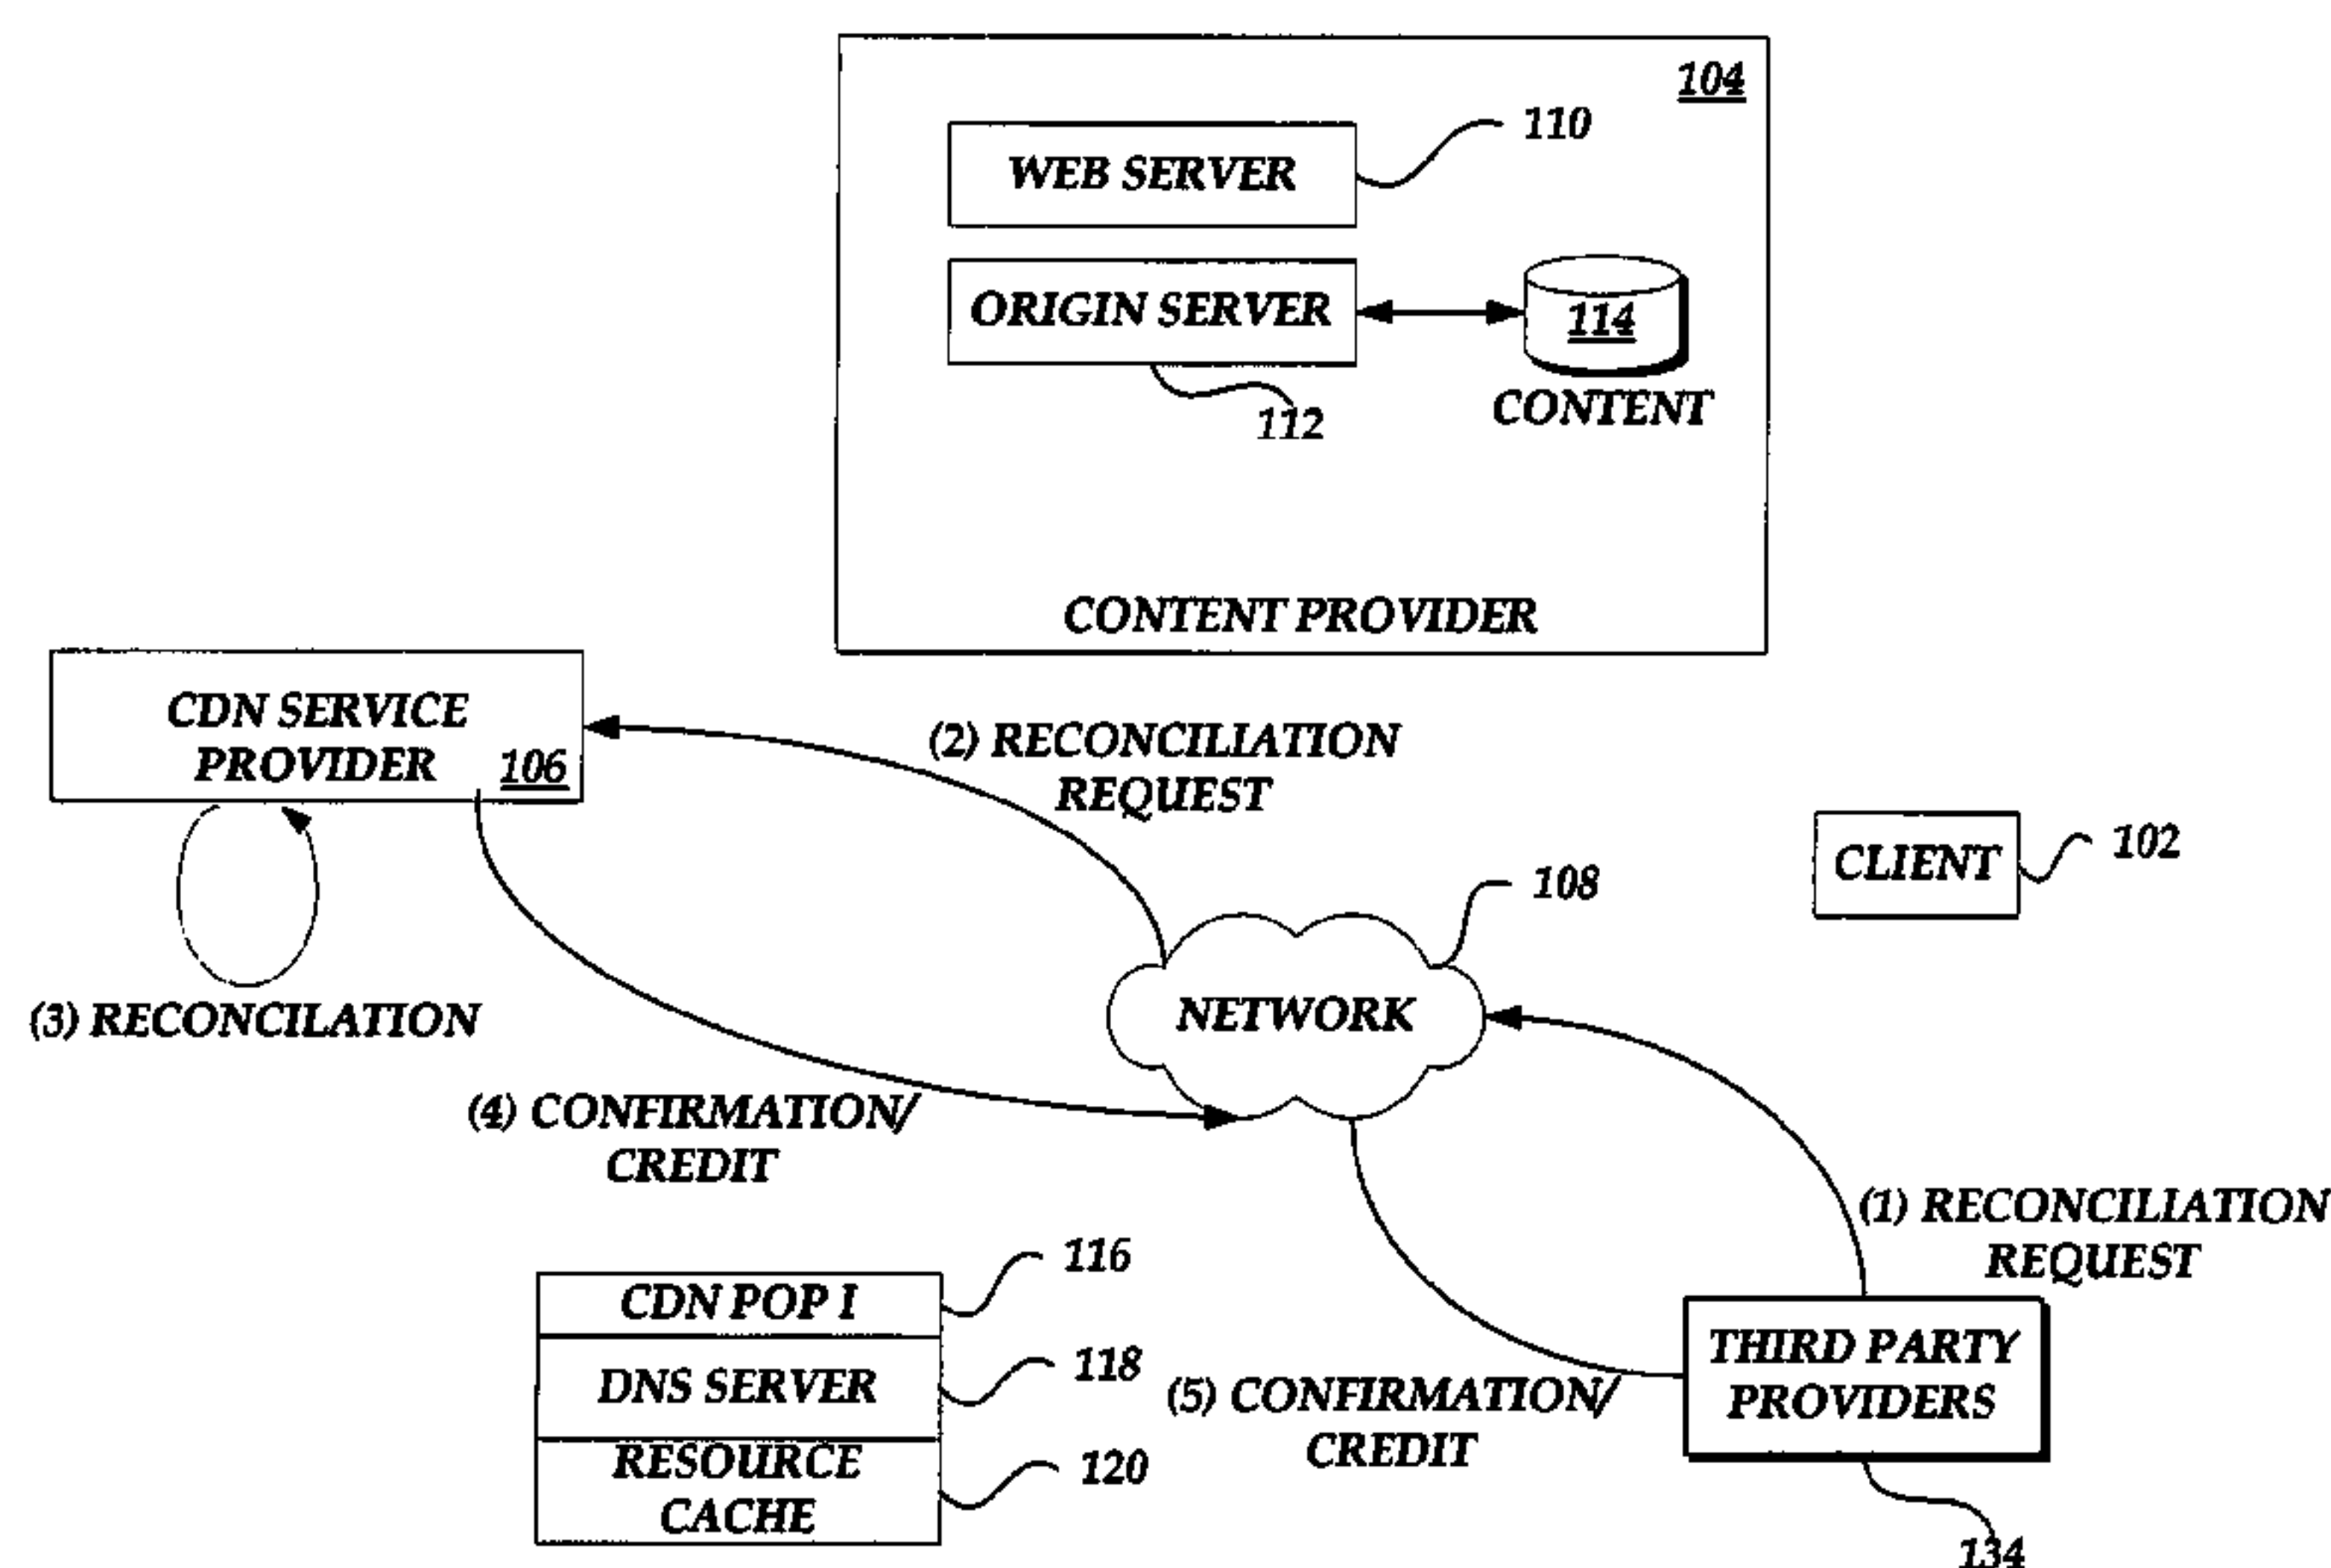 104
110
WEB SERVER
ORIGIN SERVER
114
112
CONTENT
CONTENT PROVIDER
CDN SERVICE
PROVIDER
106
(2) RECONCILIATION
REQUEST
CLIENT
102
108
NETWORK
(3) RECONCILATION
(4) CONFIRMATION/
CREDIT
(1) RECONCILIATION
REQUEST
116
CDN POP I
118
DNS SERVER
120
RESOURCE
CACHE
(5) CONFIRMATION/
CREDIT
THIRD PARTY
PROVIDERS
134